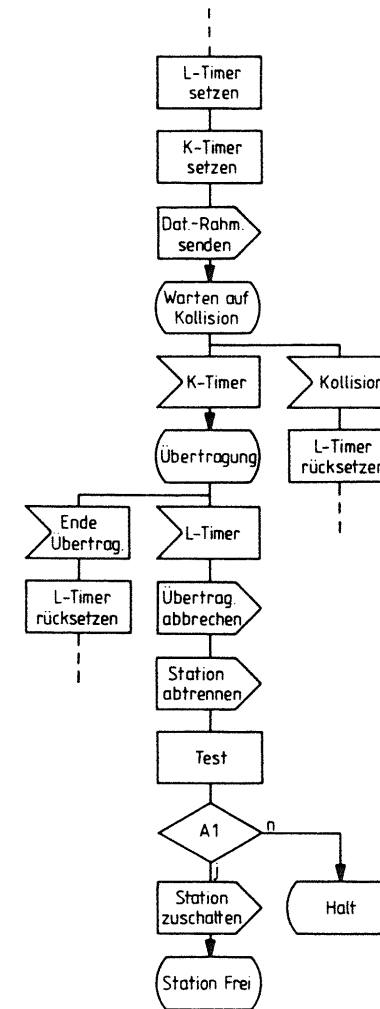 L-Timer
setzen
K-Timer
setzen
Dat.-Rahm.
senden
Warten auf
Kollision
K-Timer
Kollision
L-Timer
rücksetzen
Übertragung
Ende
Übertrag.
L-Timer
L-Timer
rücksetzen
Übertrag.
abbrechen
Station
abtrennen
Test
A1
n
j
Station
zuschalten
Halt
Station Frei